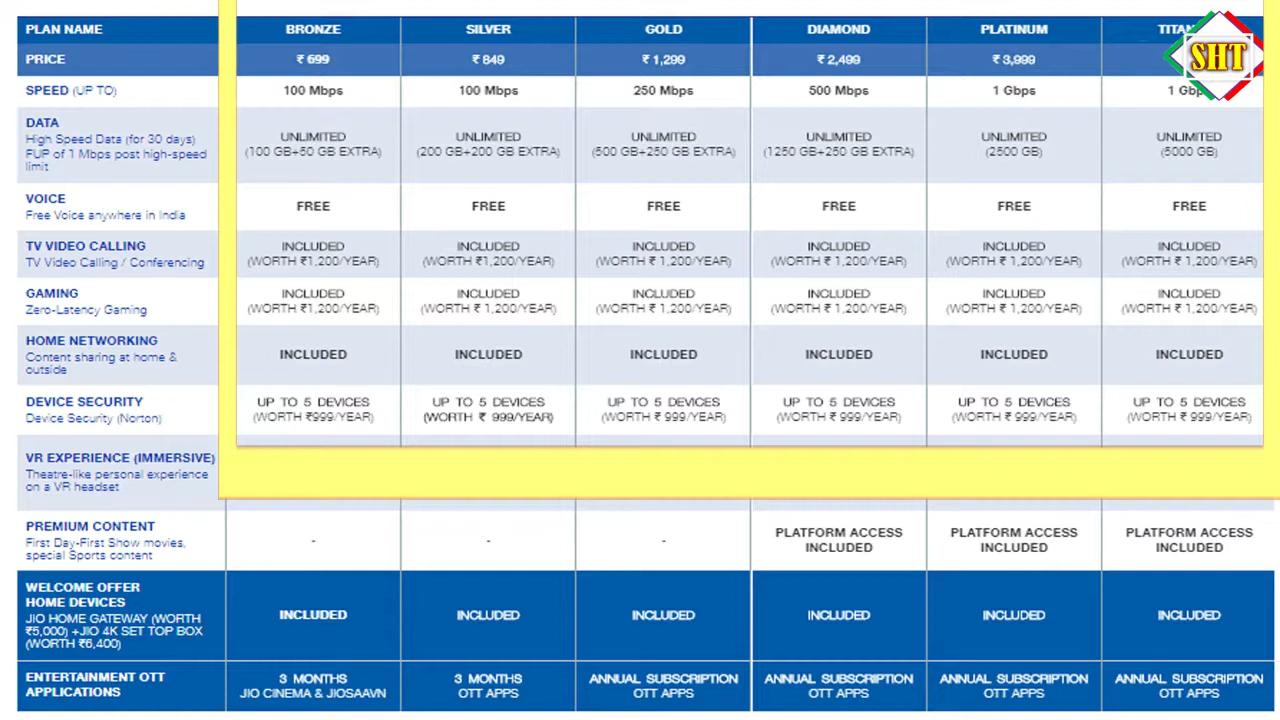 PLAN NAME BRONZE SILVER GOLD DIAMOND PLATINUM
PRICE ₹ 699 ₹ 849 ₹ 1,299 ₹ 2,499 ₹ 3,999
SHT
SPEED (UP TO) 100 Mbps 100 Mbps 250 Mbps 500 Mbps 1 Gbps
DATA
High Speed Data (for 30 days)
FUP of 1 Mbps post high-speed
limit
UNLIMITED UNLIMITED UNLIMITED UNLIMITED UNLIMITED UNLIMITED
(100 GB+50 GB EXTRA) (200 GB+200 GB EXTRA) (500 GB+250 GB EXTRA) (1250 GB+250 GB EXTRA) (2500 GB) (5000 GB)
VOICE
Free Voice anywhere in India
FREE FREE FREE FREE FREE FREE
TV VIDEO CALLING
TV Video Calling / Conferencing
INCLUDED INCLUDED INCLUDED INCLUDED INCLUDED INCLUDED
(WORTH ₹1,200/YEAR) (WORTH ₹ 1,200/YEAR) (WORTH ₹ 1,200/YEAR) (WORTH ₹ 1,200/YEAR) (WORTH ₹ 1,200/YEAR) (WORTH ₹ 1,200/YEAR)
GAMING
Zero-Latency Gaming
INCLUDED INCLUDED INCLUDED INCLUDED INCLUDED INCLUDED
(WORTH ₹1,200/YEAR) (WORTH ₹ 1,200/YEAR) (WORTH ₹ 1,200/YEAR) (WORTH ₹ 1,200/YEAR) (WORTH ₹ 1,200/YEAR) (WORTH ₹ 1,200/YEAR)
HOME NETWORKING
Content sharing at home &
outside
INCLUDED INCLUDED INCLUDED INCLUDED INCLUDED INCLUDED
DEVICE SECURITY
Device Security (Norton)
UP TO 5 DEVICES UP TO 5 DEVICES UP TO 5 DEVICES UP TO 5 DEVICES UP TO 5 DEVICES UP TO 5 DEVICES
(WORTH ₹999/YEAR) (WORTH ₹ 999/YEAR) (WORTH ₹ 999/YEAR) (WORTH ₹ 999/YEAR) (WORTH ₹ 999/YEAR) (WORTH ₹ 999/YEAR)
VR EXPERIENCE (IMMERSIVE)
Theatre-like personal experience
on a VR headset
PREMIUM CONTENT
First Day-First Show movies,
special Sports content
- - - PLATFORM ACCESS PLATFORM ACCESS PLATFORM ACCESS
INCLUDED INCLUDED INCLUDED
WELCOME OFFER
HOME DEVICES
JIO HOME GATEWAY (WORTH
₹5,000) +JIO 4K SET TOP BOX
(WORTH ₹6,400)
INCLUDED INCLUDED INCLUDED INCLUDED INCLUDED INCLUDED
ENTERTAINMENT OTT
APPLICATIONS
3 MONTHS 3 MONTHS ANNUAL SUBSCRIPTION ANNUAL SUBSCRIPTION ANNUAL SUBSCRIPTION ANNUAL SUBSCRIPTION
JIO CINEMA & JIOSAAVN OTT APPS OTT APPS OTT APPS OTT APPS OTT APPS